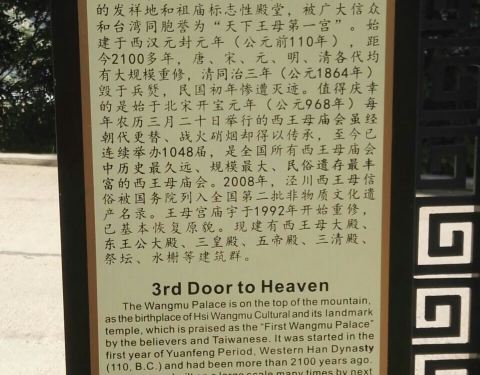 的发祥地和祖庙标志性殿堂，被广大信众
和台湾同胞誉为“天下王母第一宫”。始
建于西汉元封元年（公元前110年），距
今2100多年，唐、宋、元、明、清各代均
有大规模重修，清同治三年（公元1864年）
毁于兵燹，民国初年惨遭灭迹。值得庆幸
的是始于北宋开宝元年（公元968年）每
年农历三月二十日举行的西王母庙会虽经
朝代更替、战火硝烟却得以传承，至今已
连续举办1048届，是全国所有西王母庙会
中历史最久远、规模最大、民俗遗存最丰
富的西王母庙会。2008年，泾川西王母信
俗被国务院列入全国第二批非物质文化遗
产名录。王母宫庙宇于1992年开始重修，
已基本恢复原貌。现建有西王母大殿、
东王公大殿、三皇殿、五帝殿、三清殿、
祭坛、水榭等建筑群。
3rd Door to Heaven
The Wangmu Palace is on the top of the mountain,
as the birthplace of Hsi Wangmu Cultural and its landmark
temple, which is praised as the “First Wangmu Palace”
by the believers and Taiwanese. It was started in the
first year of Yuanfeng Period, Western Han Dynasty
(110, B.C.) and had been more than 2100 years ago.
large scale many times by next